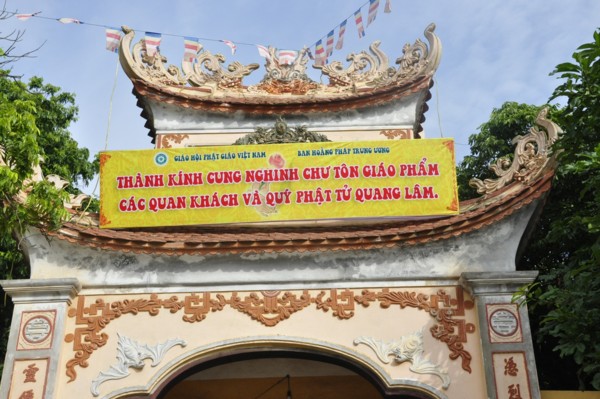 GIÁO HỘI PHẬT GIÁO VIỆT NAM BAN HOẰNG PHÁP TRUNG ƯƠNG
THÀNH KÍNH CUNG NGHINH CHƯ TÔN GIÁO PHẨM
CÁC QUAN KHÁCH VÀ QUÝ PHẬT TỬ QUANG LÂM.